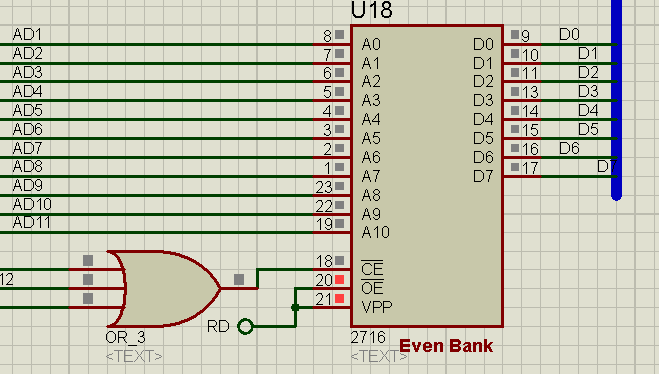 U18
AD1 8 A0 D0 9 D0
AD2 7 A1 D1 10 D1
AD3 6 A2 D2 11 D2
AD4 5 A3 D3 13 D3
AD5 4 A4 D4 14 D4
AD6 3 A5 D5 15 D5
AD7 2 A6 D6 16 D6
AD8 1 A7 D7 17 D
AD9 23 A8
AD10 22 A9
AD11 19 A10
18 CE
12 20 OE
21 VPP
RD
OR_3 2716 Even Bank
<TEXT> <TEXT>